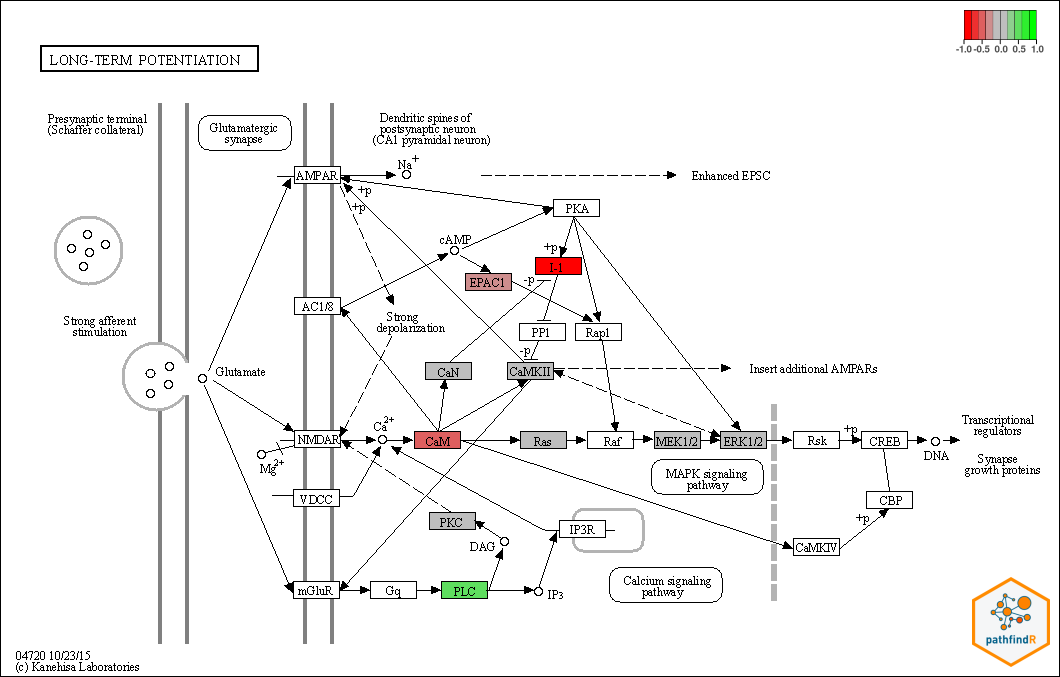 -1.0 -0.5 0.0 0.5 1.0
LONG-TERM POTENTIATION
Presynaptic terminal
(Schaffer collateral)
Glutamatergic
synapse
Dendritic spines of
postsynaptic neuron
(CA1 pyramidal neuron)
Na+
AMPAR
+p
+p
Enhanced EPSC
PKA
cAMP
+p
I-1
EPAC1
-p
AC1/8
Strong
depolarization
PP1
Rap1
Strong afferent
stimulation
-p
Glutamate
CaN
CaMKII
Insert additional AMPARs
Ca2+
NMDAR
CaM
Ras
Raf
MEK1/2
ERK1/2
Rsk
+p
CREB
DNA
Transcriptional
regulators
Synapse
growth proteins
Mg2+
MAPK signaling
pathway
VDCC
CBP
PKC
+p
IP3R
DAG
CaMKIV
mGluR
Gq
PLC
IP3
Calcium signaling
pathway
pathfindR
04720 10/23/15
(c) Kanehisa Laboratories